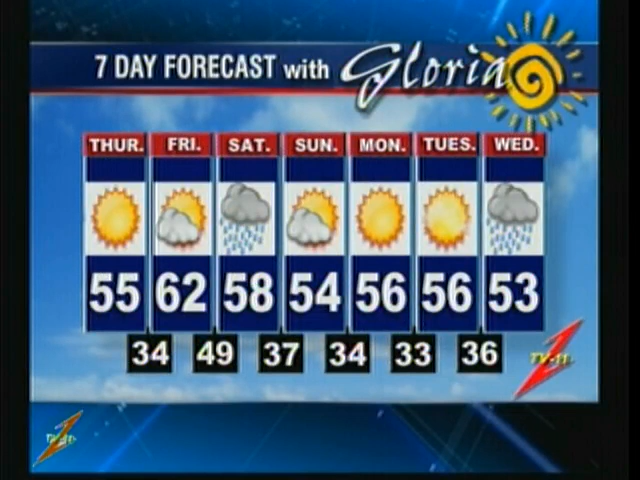 7 DAY FORECAST with Gloria
THUR. FRI. SAT. SUN. MON. TUES. WED.
55 62 58 54 56 56 53
34 49 37 34 33 36
TV-11